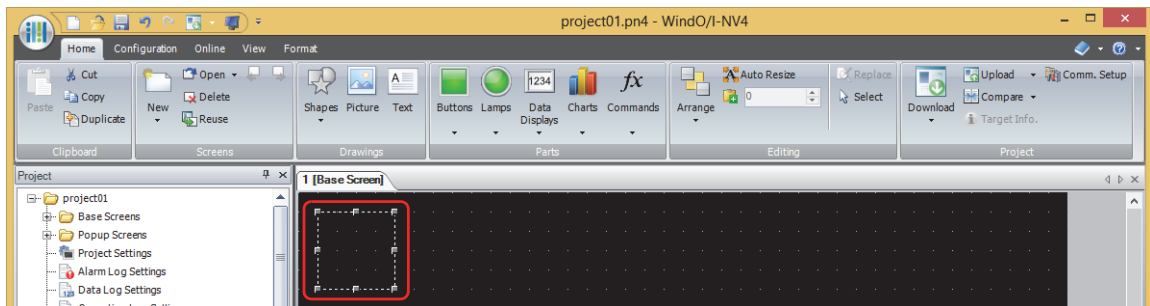 project01.pn4 - WindO/I-NV4
Home Configuration Online View Format
Paste
Cut
Copy
Duplicate
Clipboard
New
Open
Delete
Reuse
Screens
Shapes Picture Text
Drawings
Buttons Lamps Data Displays Charts Commands
1234
fx
Parts
Arrange
Auto Resize
0
Replace
Select
Editing
Download
Upload
Compare
Target Info.
Comm. Setup
Project
Project
1 [Base Screen]
project01
Base Screens
Popup Screens
Project Settings
Alarm Log Settings
Data Log Settings